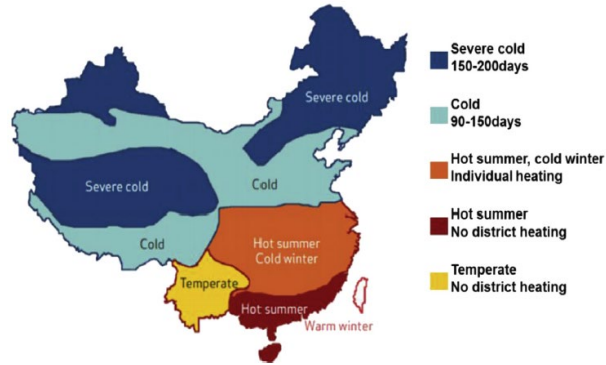 Severe cold
Severe cold
Cold
Cold
Hot summer
Cold winter
Temperate
Hot summer
Warm winter
Severe cold
150-200days
Cold
90-150days
Hot summer, cold winter
Individual heating
Hot summer
No district heating
Temperate
No district heating